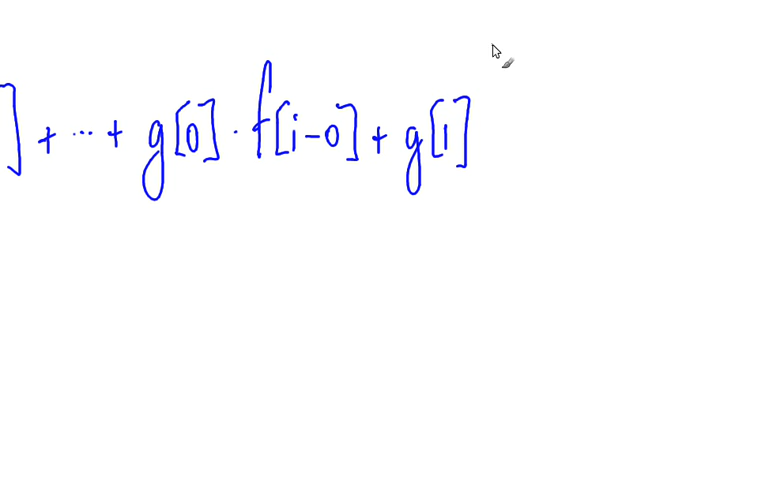 ] + ... + g[0] · f[i-0] + g[1]